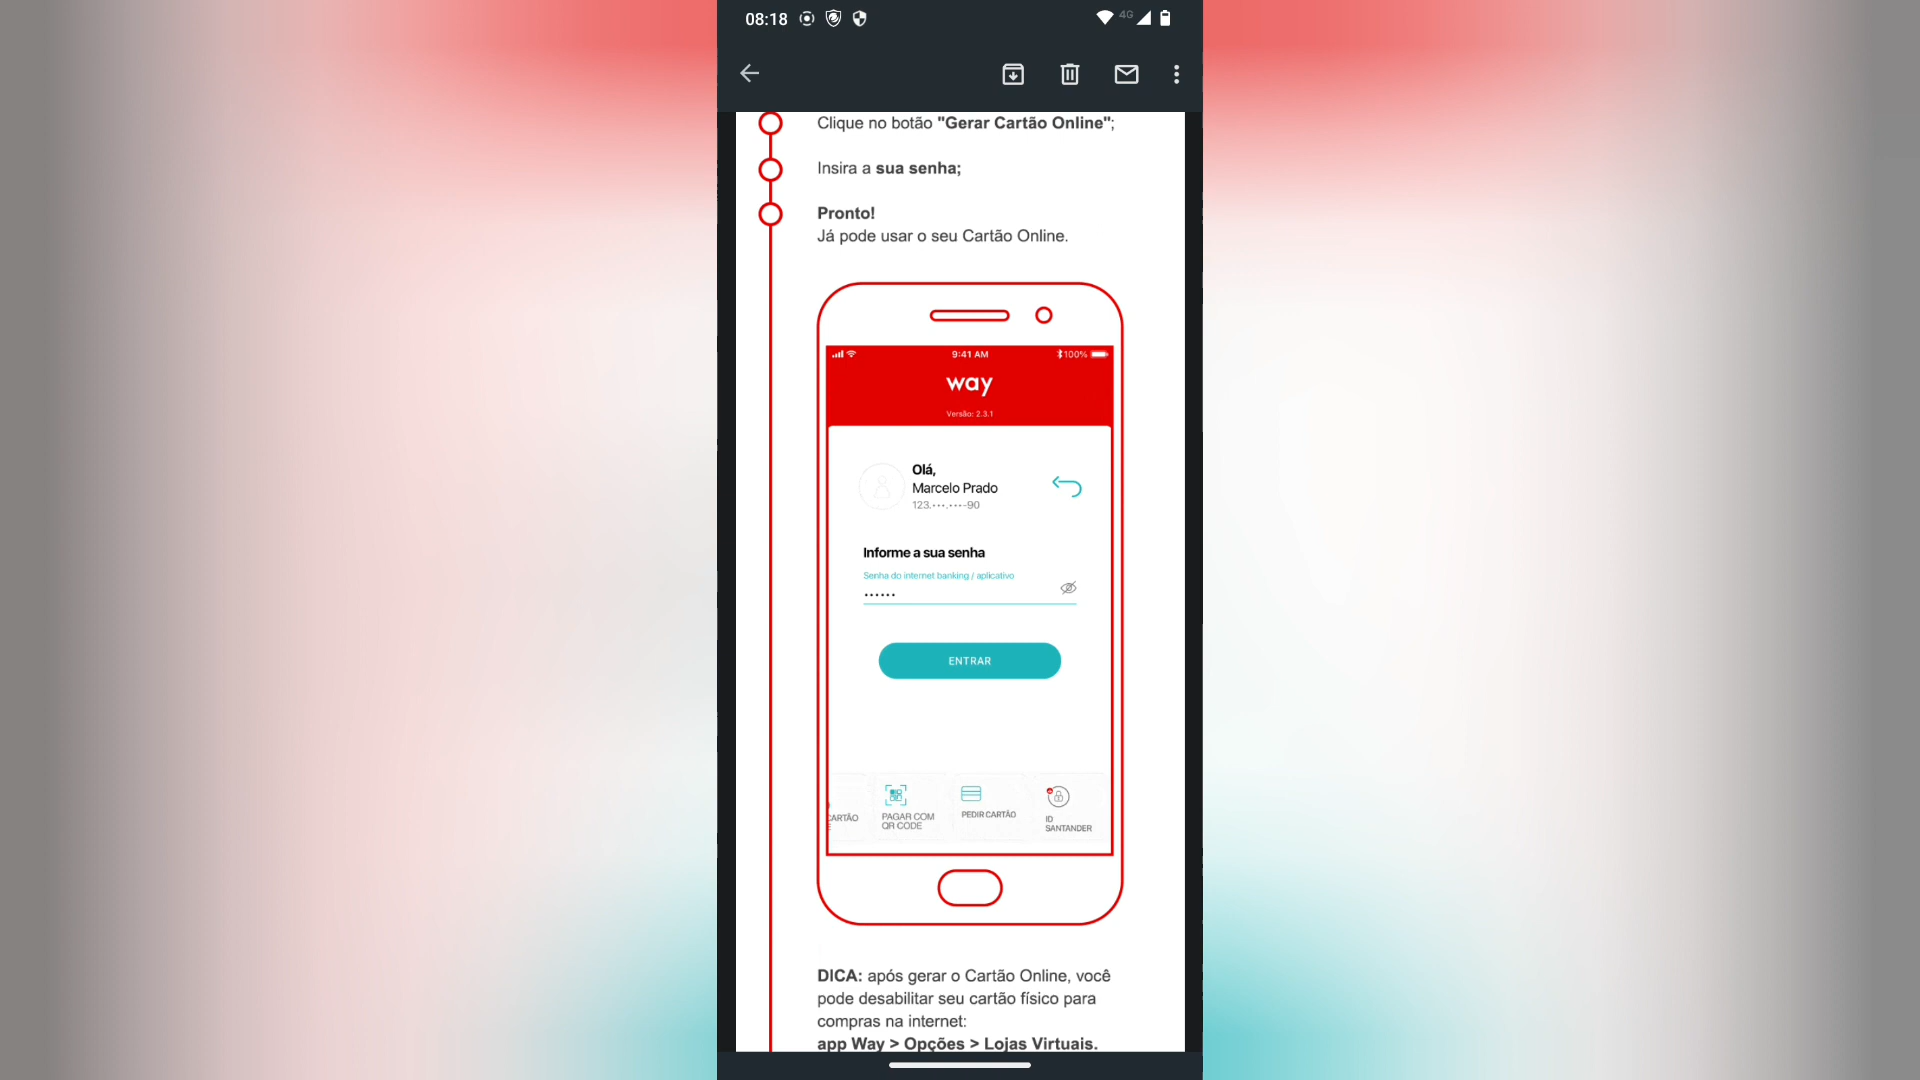 08:18
4G
Clique no botão "Gerar Cartão Online";
Insira a sua senha;
Pronto!
Já pode usar o seu Cartão Online.
9:41 AM
100%
way
Versão: 2.3.1
Olá,
Marcelo Prado
123.•••.•••-90
Informe a sua senha
Senha do internet banking / aplicativo
••••••
ENTRAR
CARTÃO
PAGAR COM
QR CODE
PEDIR CARTÃO
ID
SANTANDER
DICA: após gerar o Cartão Online, você
pode desabilitar seu cartão físico para
compras na internet:
app Way > Opções > Lojas Virtuais.